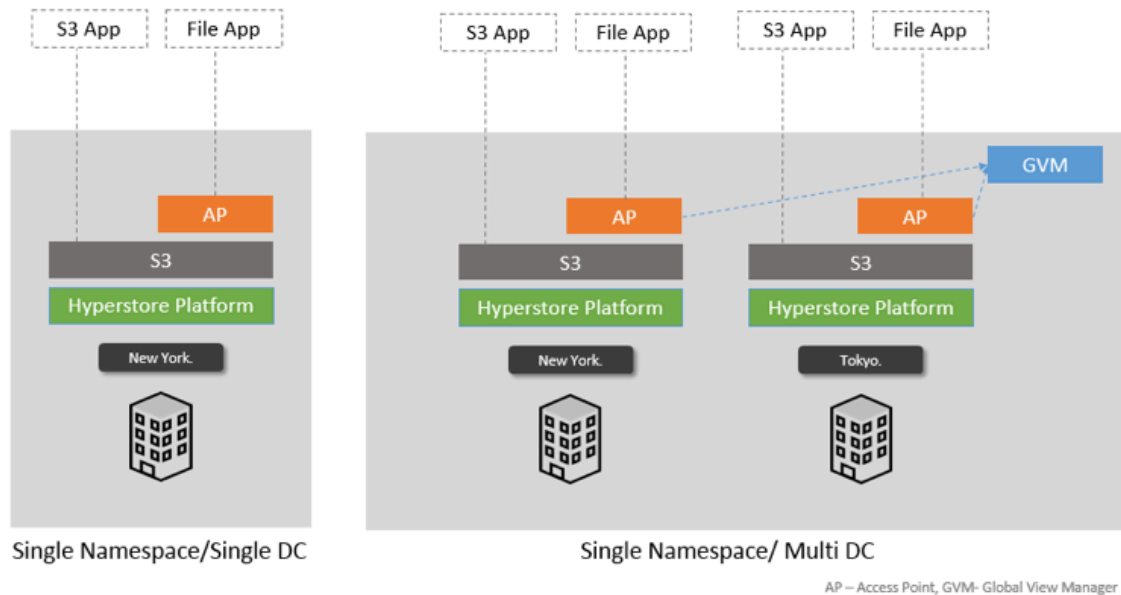 S3 App
File App
AP
S3
Hyperstore Platform
New York.
Single Namespace/Single DC
S3 App
File App
S3 App
File App
GVM
AP
AP
S3
S3
Hyperstore Platform
Hyperstore Platform
New York.
Tokyo.
Single Namespace/ Multi DC
AP – Access Point, GVM- Global View Manager